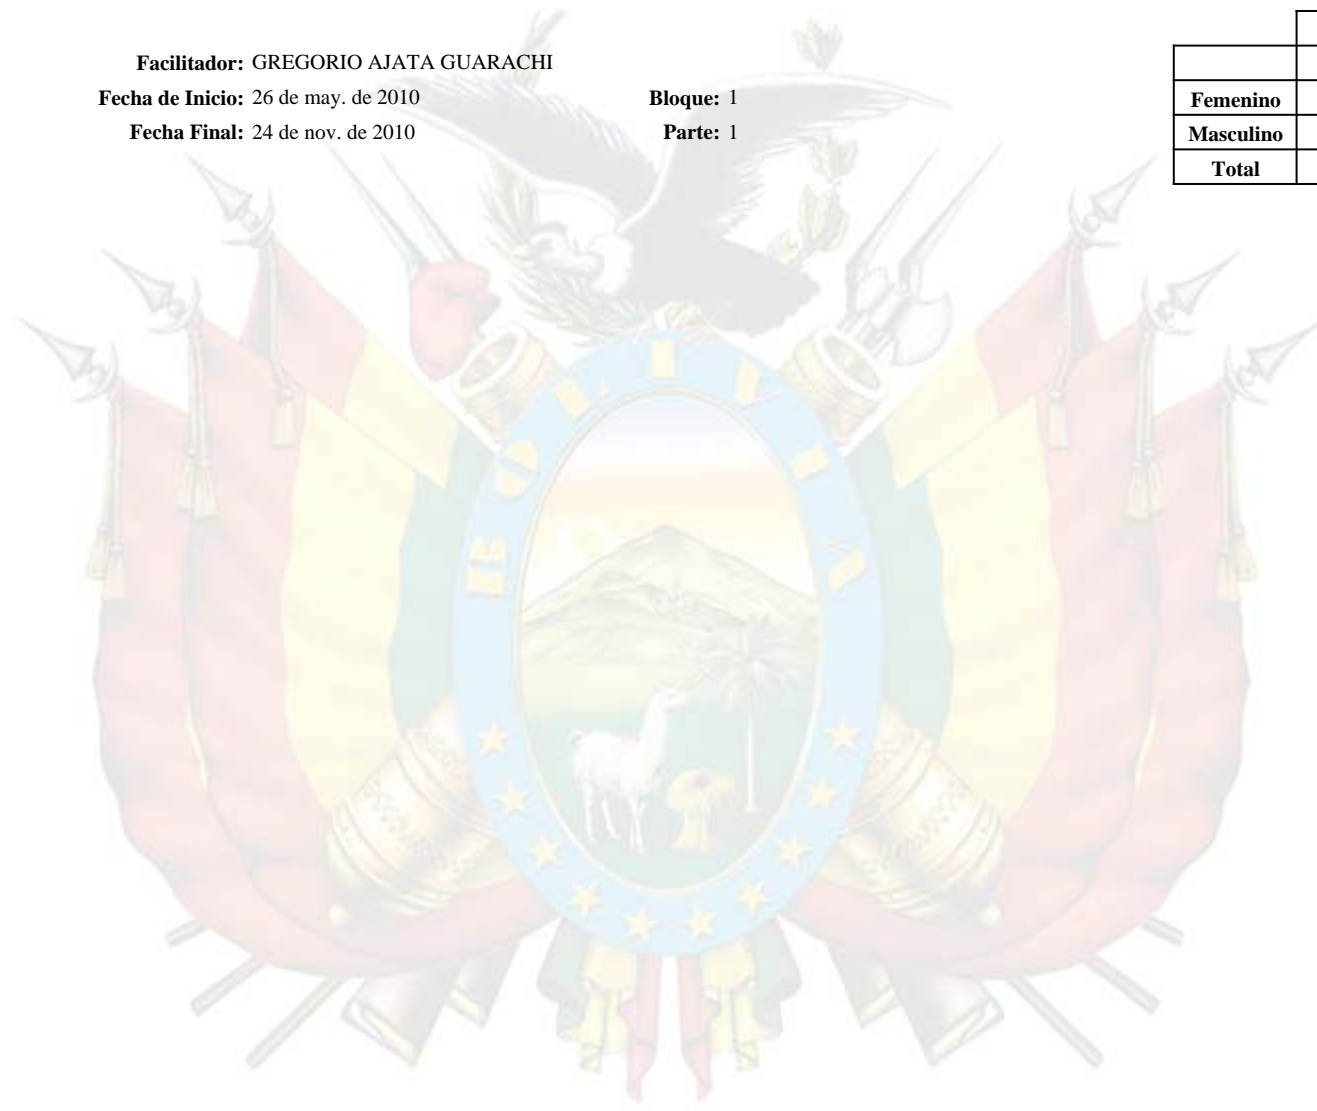 Facilitador: GREGORIO AJATA GUARACHI
Fecha de Inicio: 26 de may. de 2010 Bloque: 1
Fecha Final: 24 de nov. de 2010 Parte: 1
Femenino
Masculino
Total
BOLIVIA